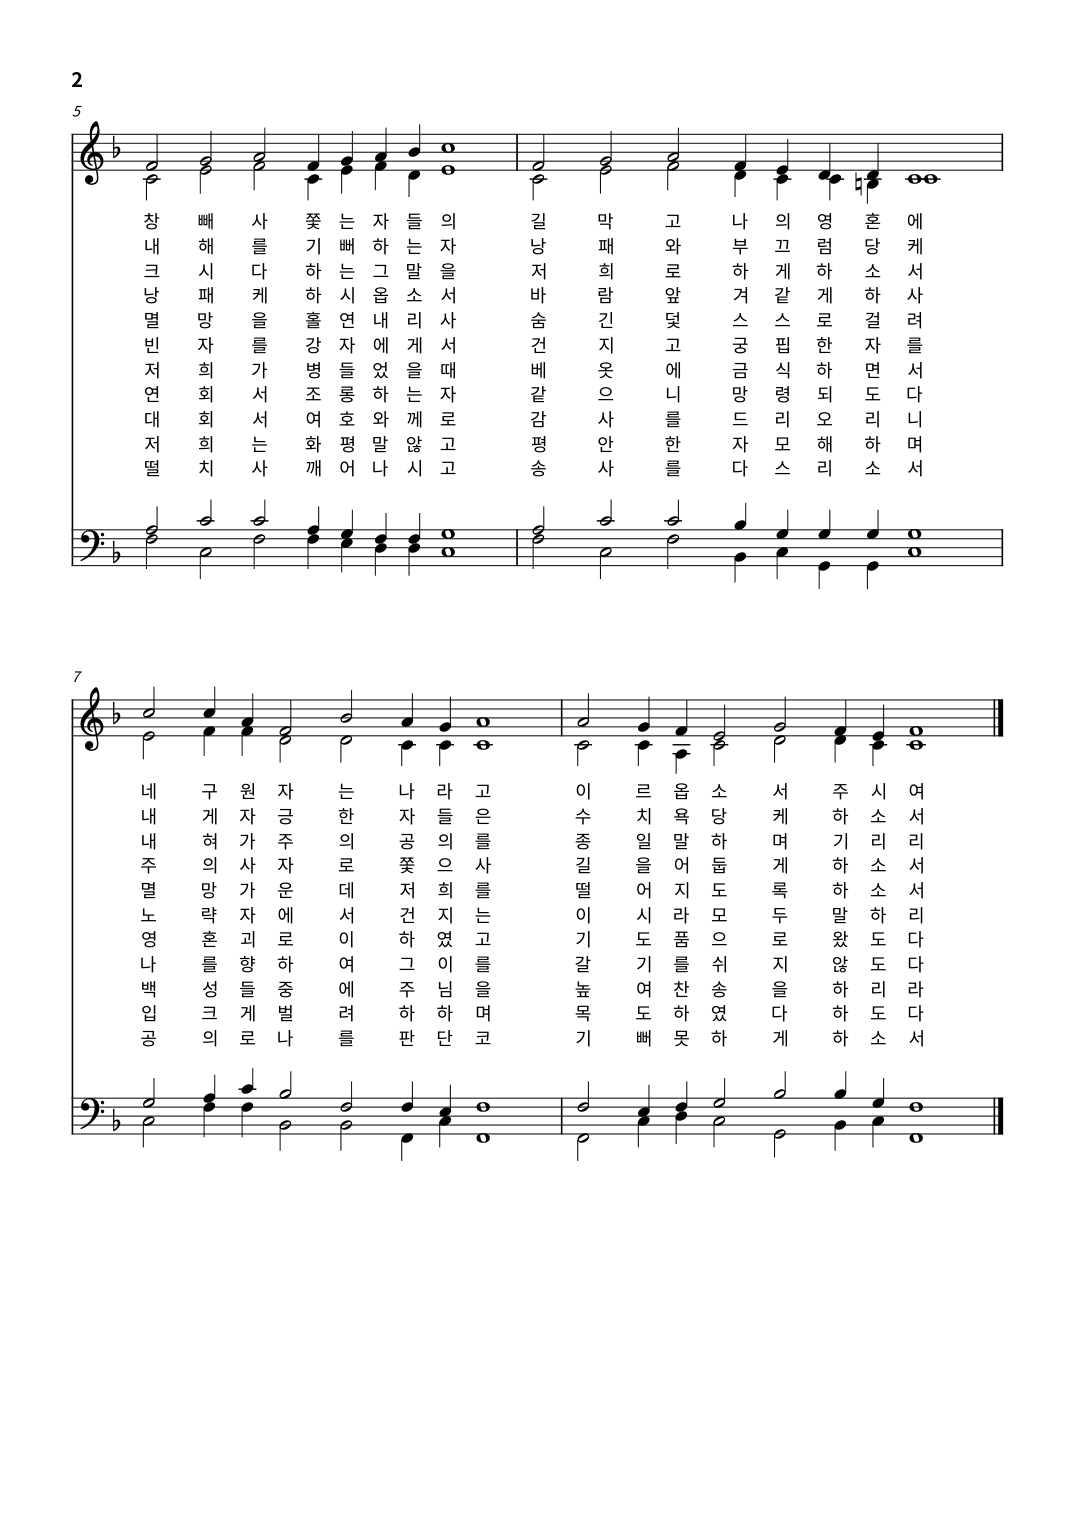 2
5
창 빼 사 쫓 는 자 들 의 길 막 고 나 의 영 혼 에
내 해 를 기 뻐 하 는 자 낭 패 와 부 끄 럼 당 케
크 시 다 하 는 그 말 을 저 희 로 하 게 하 소 서
낭 패 케 하 시 옵 소 서 바 람 앞 겨 같 게 하 사
멸 망 을 홀 연 내 리 사 숨 긴 덫 스 스 로 걸 려
빈 자 를 강 자 에 게 서 건 지 고 궁 핍 한 자 를
저 희 가 병 들 었 을 때 베 옷 에 금 식 하 면 서
연 회 서 조 롱 하 는 자 같 으 니 망 령 되 도 다
대 회 서 여 호 와 께 로 감 사 를 드 리 오 리 니
저 희 는 화 평 말 않 고 평 안 한 자 모 해 하 며
떨 치 사 깨 어 나 시 고 송 사 를 다 스 리 소 서
7
네 구 원 자 는 나 라 고 이 르 옵 소 서 주 시 여
내 게 자 긍 한 자 들 은 수 치 욕 당 케 하 소 서
내 혀 가 주 의 공 의 를 종 일 말 하 며 기 리 리
주 의 사 자 로 쫓 으 사 길 을 어 둡 게 하 소 서
멸 망 가 운 데 저 희 를 떨 어 지 도 록 하 소 서
노 략 자 에 서 건 지 는 이 시 라 모 두 말 하 리
영 혼 괴 로 이 하 였 고 기 도 품 으 로 왔 도 다
나 를 향 하 여 그 이 를 갈 기 를 쉬 지 않 도 다
백 성 들 중 에 주 님 을 높 여 찬 송 을 하 리 라
입 크 게 벌 려 하 하 며 목 도 하 였 다 하 도 다
공 의 로 나 를 판 단 코 기 뻐 못 하 게 하 소 서